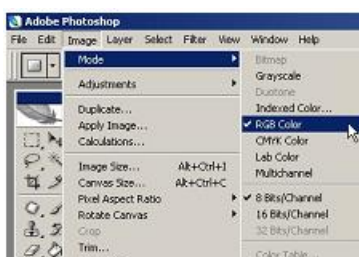 Adobe Photoshop
File Edit Image Layer Select Filter View Window Help
Mode
Adjustments
Duplicate...
Apply Image...
Calculations...
Image Size... Alt+Ctrl+I
Canvas Size... Alt+Ctrl+C
Pixel Aspect Ratio
Rotate Canvas
Crop
Trim...
Bitmap
Grayscale
Duotone
Indexed Color...
✔ RGB Color
CMYK Color
Lab Color
Multichannel
✔ 8 Bits/Channel
16 Bits/Channel
32 Bits/Channel
Color Table...